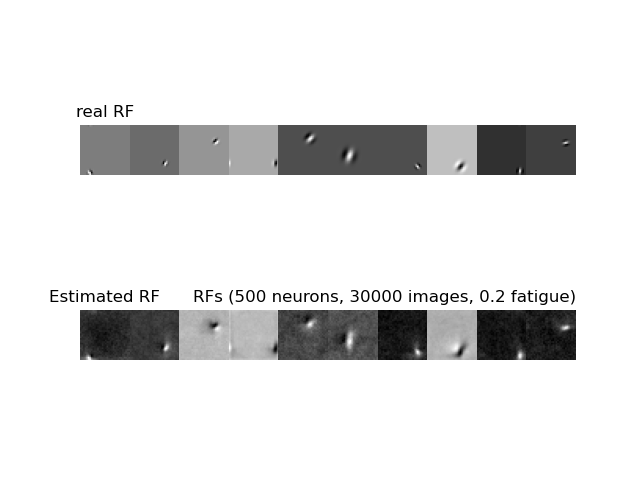 real RF
Estimated RF
RFs (500 neurons, 30000 images, 0.2 fatigue)